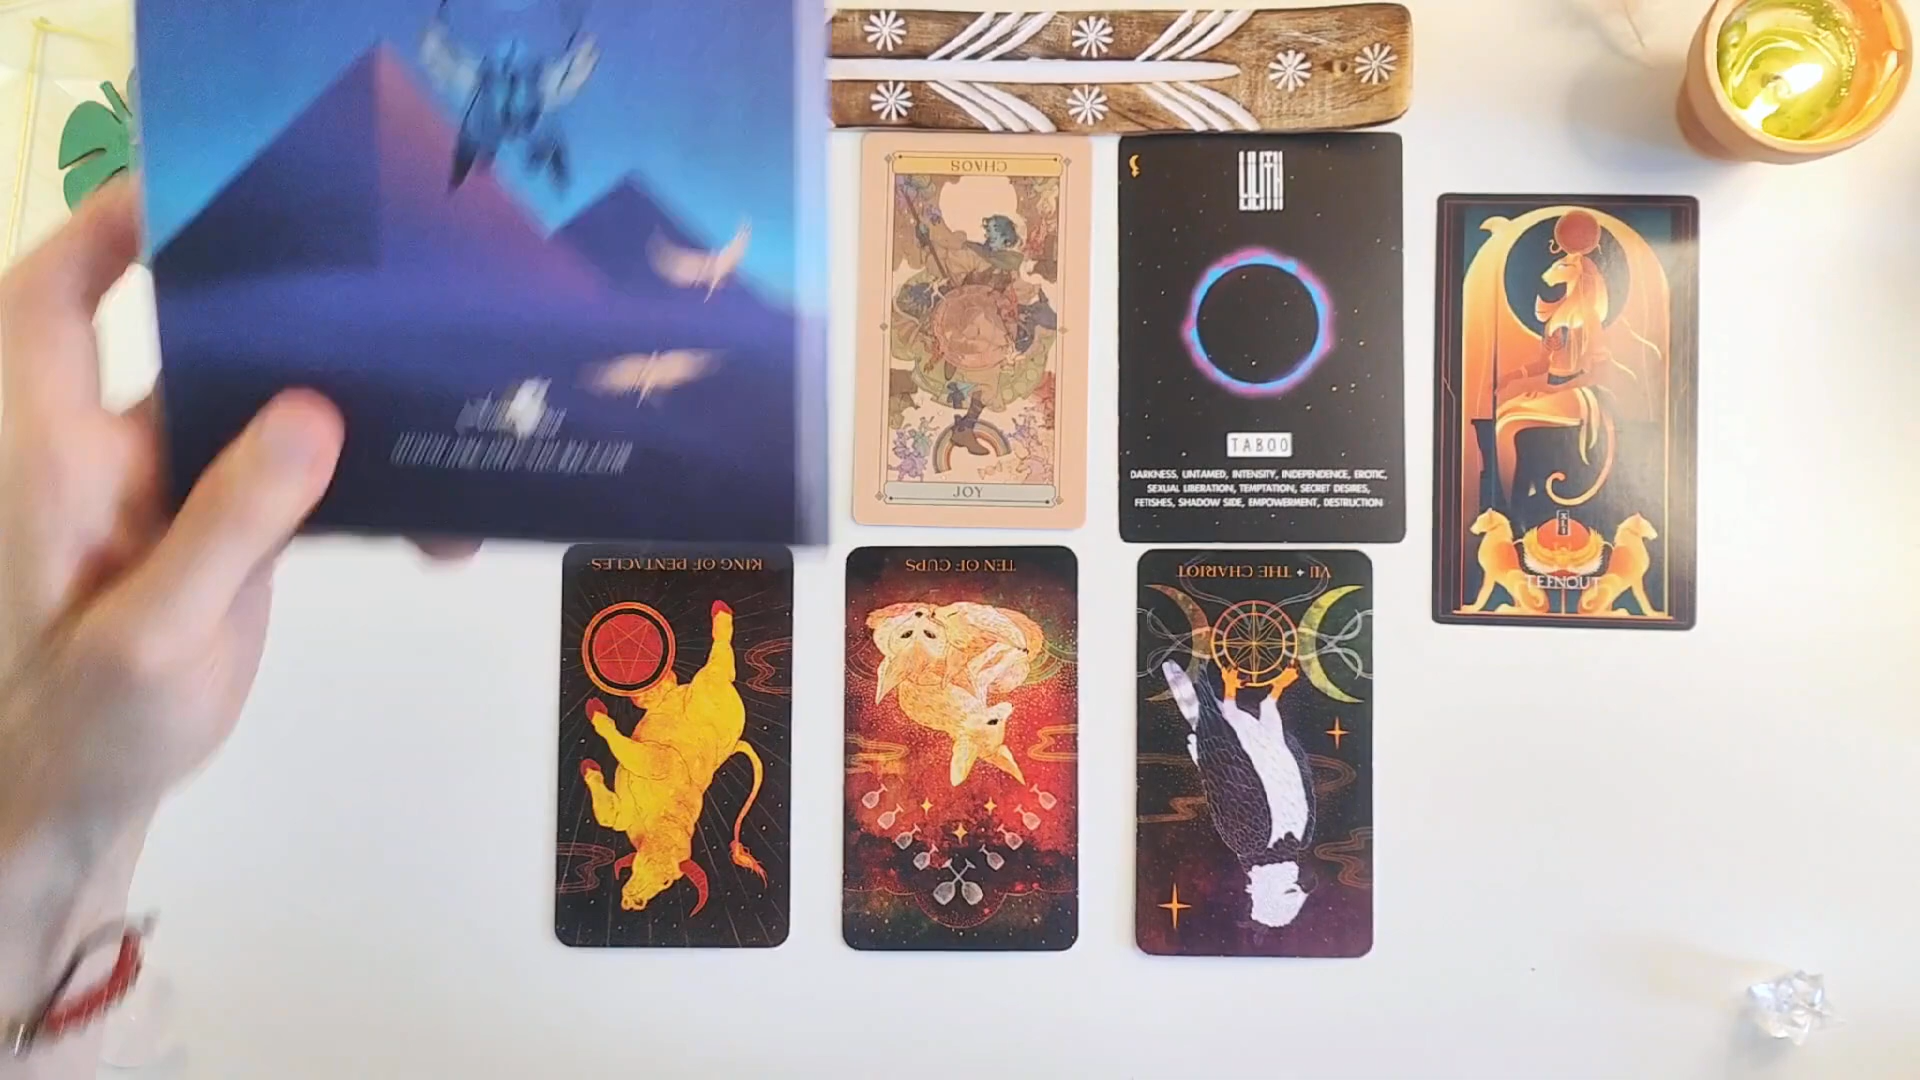 CHAOS
JOY
LILITH
TABOO
DARKNESS, UNTAMED, INTENSITY, INDEPENDENCE, EROTIC,
SEXUAL LIBERATION, TEMPTATION, SECRET DESIRES,
FETISHES, SHADOW SIDE, EMPOWERMENT, DESTRUCTION
TEFNOUT
KING OF PENTACLES
TEN OF CUPS
VII ✦ THE CHARIOT